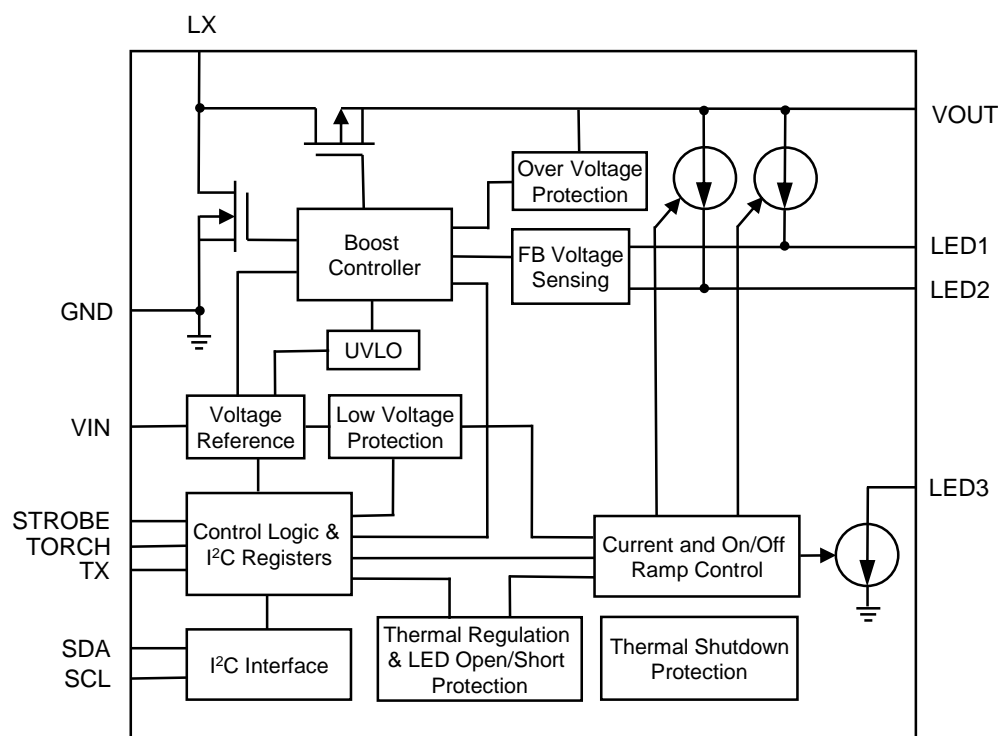 LX
VOUT
Over Voltage
Protection
Boost
Controller
FB Voltage
Sensing
LED1
LED2
GND
UVLO
VIN
Voltage
Reference
Low Voltage
Protection
LED3
STROBE
TORCH
TX
Control Logic &
I²C Registers
Current and On/Off
Ramp Control
SDA
SCL
I²C Interface
Thermal Regulation
& LED Open/Short
Protection
Thermal Shutdown
Protection